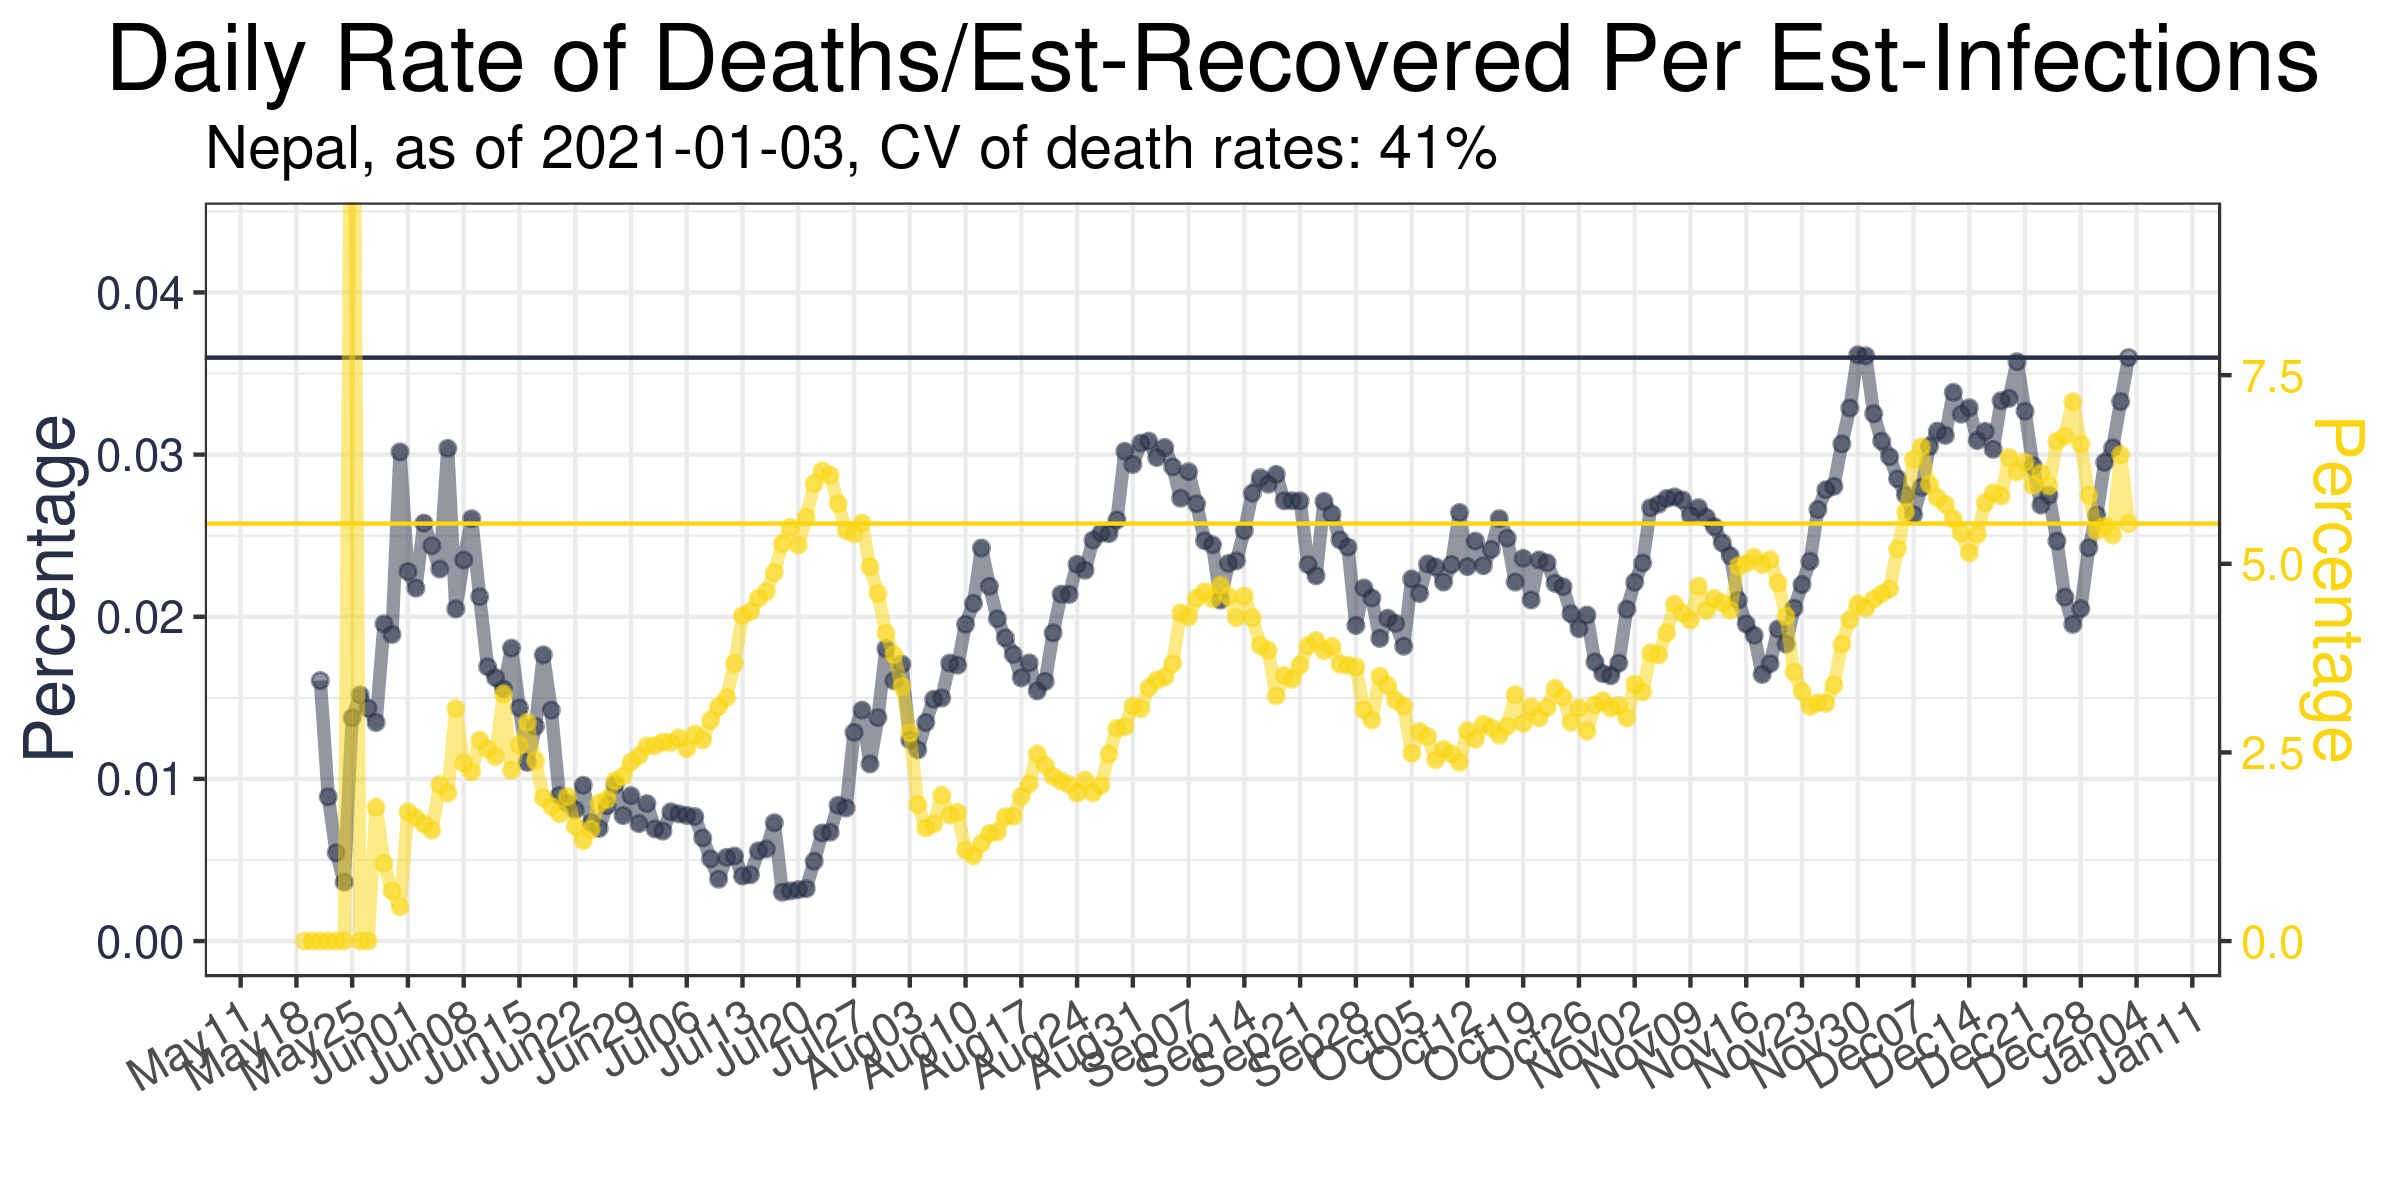 Daily Rate of Deaths/Est-Recovered Per Est-Infections
Nepal, as of 2021-01-03, CV of death rates: 41%
Percentage
0.04
0.03
0.02
0.01
0.00
7.5
5.0
2.5
0.0
Percentage
May11
May18
May25
Jun01
Jun08
Jun15
Jun22
Jun29
Jul06
Jul13
Jul20
Jul27
Aug03
Aug10
Aug17
Aug24
Aug31
Sep07
Sep14
Sep21
Sep28
Oct05
Oct12
Oct19
Oct26
Nov02
Nov09
Nov16
Nov23
Nov30
Dec07
Dec14
Dec21
Dec28
Jan04
Jan11